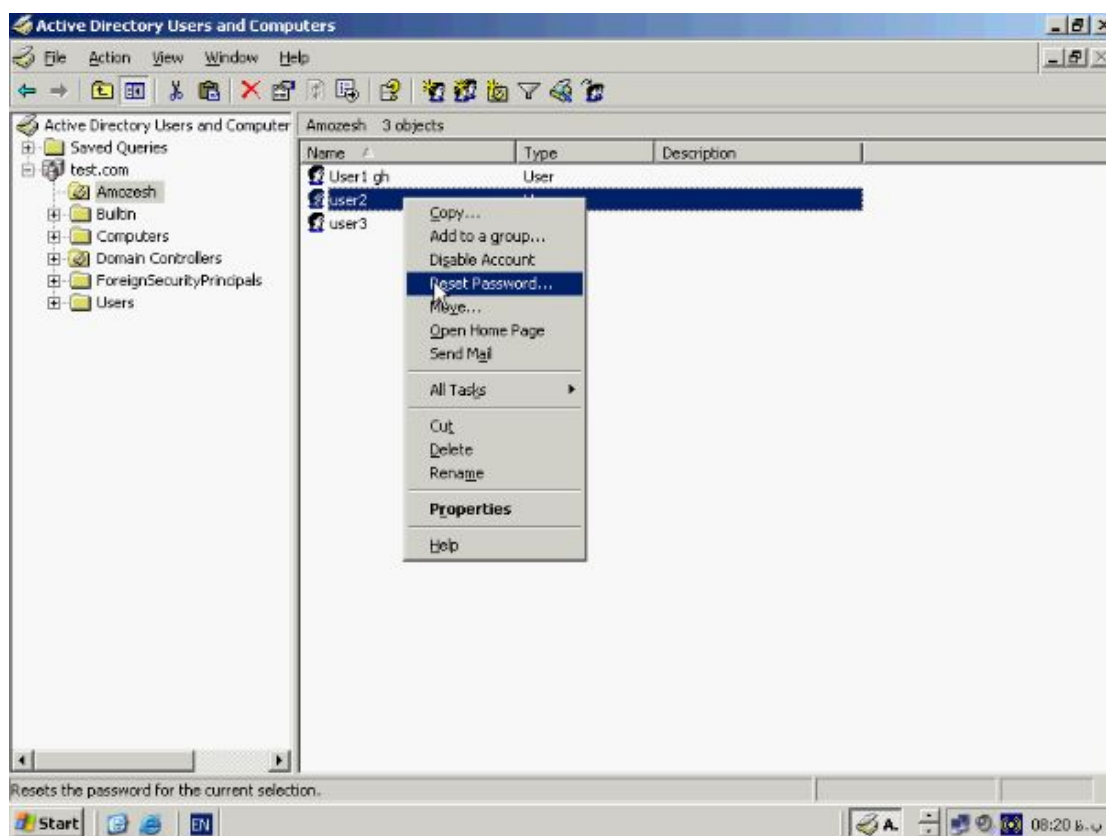 Active Directory Users and Computers
File Action View Window Help
Active Directory Users and Computer
Saved Queries
test.com
Amozesh
Builtin
Computers
Domain Controllers
ForeignSecurityPrincipals
Users
Amozesh 3 objects
Name Type Description
User1 gh User
user2
user3
Copy...
Add to a group...
Disable Account
Reset Password...
Move...
Open Home Page
Send Mail
All Tasks
Cut
Delete
Rename
Properties
Help
Resets the password for the current selection.
Start EN A. 08:20 ب.ظ